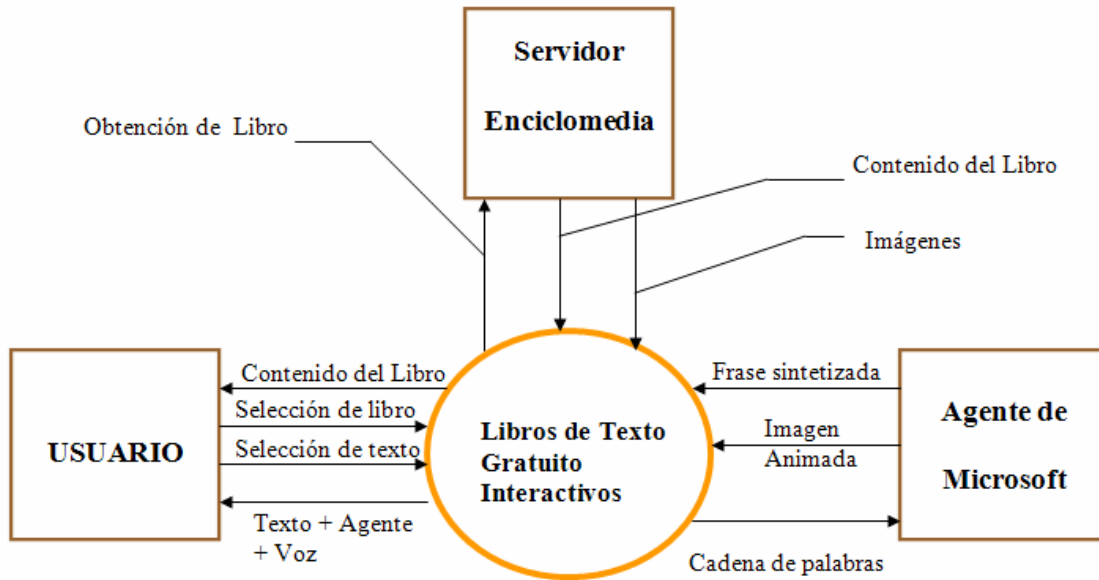 Servidor
Enciclomedia
Obtención de Libro
Contenido del Libro
Imágenes
Contenido del Libro
Selección de libro
Selección de texto
Texto + Agente
+ Voz
USUARIO
Libros de Texto
Gratuito
Interactivos
Frase sintetizada
Imagen
Animada
Cadena de palabras
Agente de
Microsoft